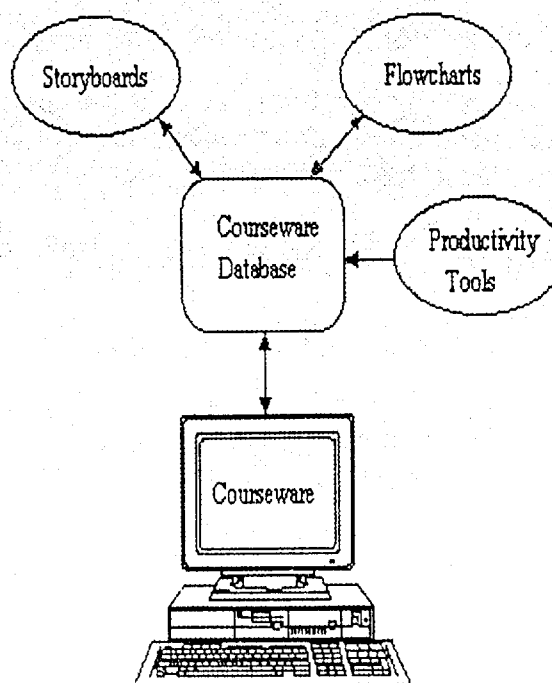 Storyboards
Flowcharts
Courseware
Database
Productivity
Tools
Courseware